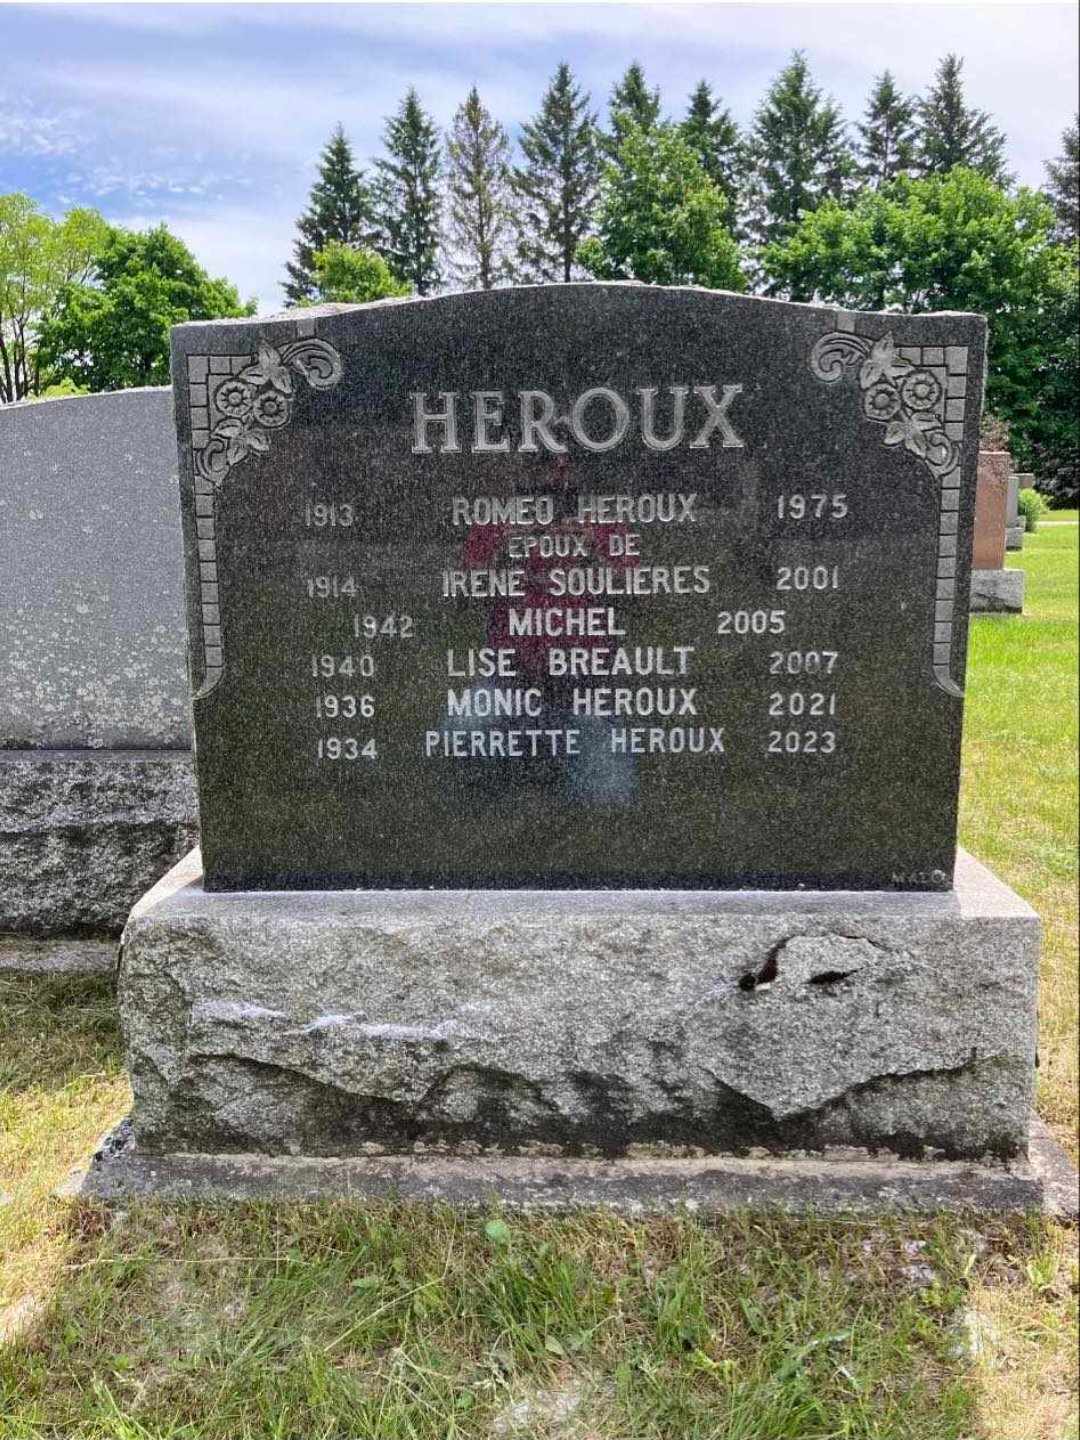 HEROUX
1913 ROMEO HEROUX 1975
EPOUX DE
1914 IRENE SOULIERES 2001
1942 MICHEL 2005
1940 LISE BREAULT 2007
1936 MONIC HEROUX 2021
1934 PIERRETTE HEROUX 2023